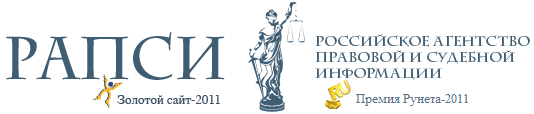 РАПСИ
Золотой сайт-2011
РОССИЙСКОЕ АГЕНТСТВО
ПРАВОВОЙ И СУДЕБНОЙ
ИНФОРМАЦИИ
RU
Премия Рунета-2011